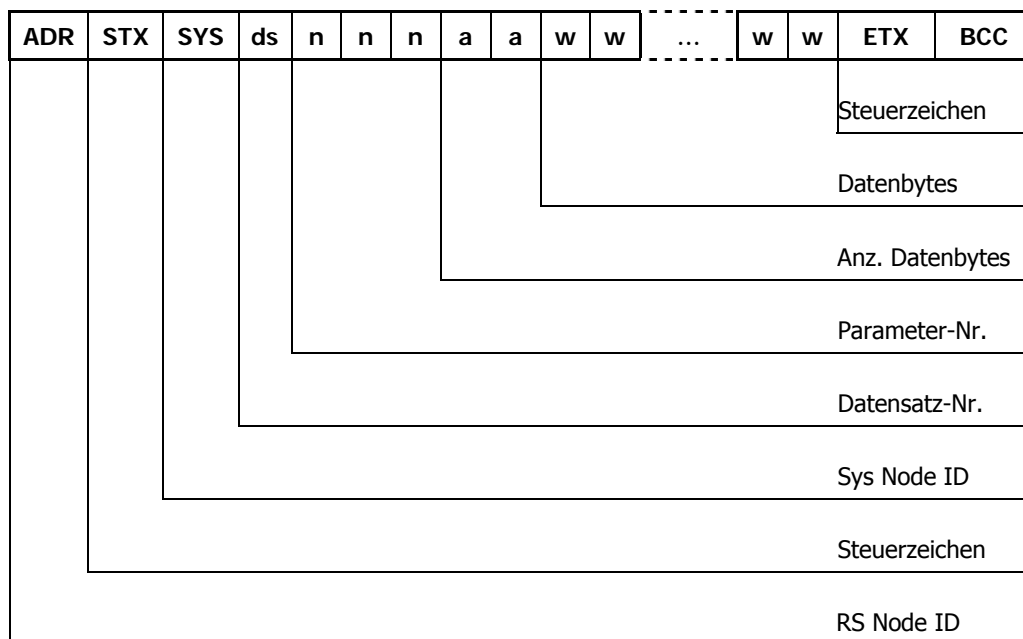 ADR STX SYS ds n n n a a w w ... w w ETX BCC
Steuerzeichen
Datenbytes
Anz. Datenbytes
Parameter-Nr.
Datensatz-Nr.
Sys Node ID
Steuerzeichen
RS Node ID